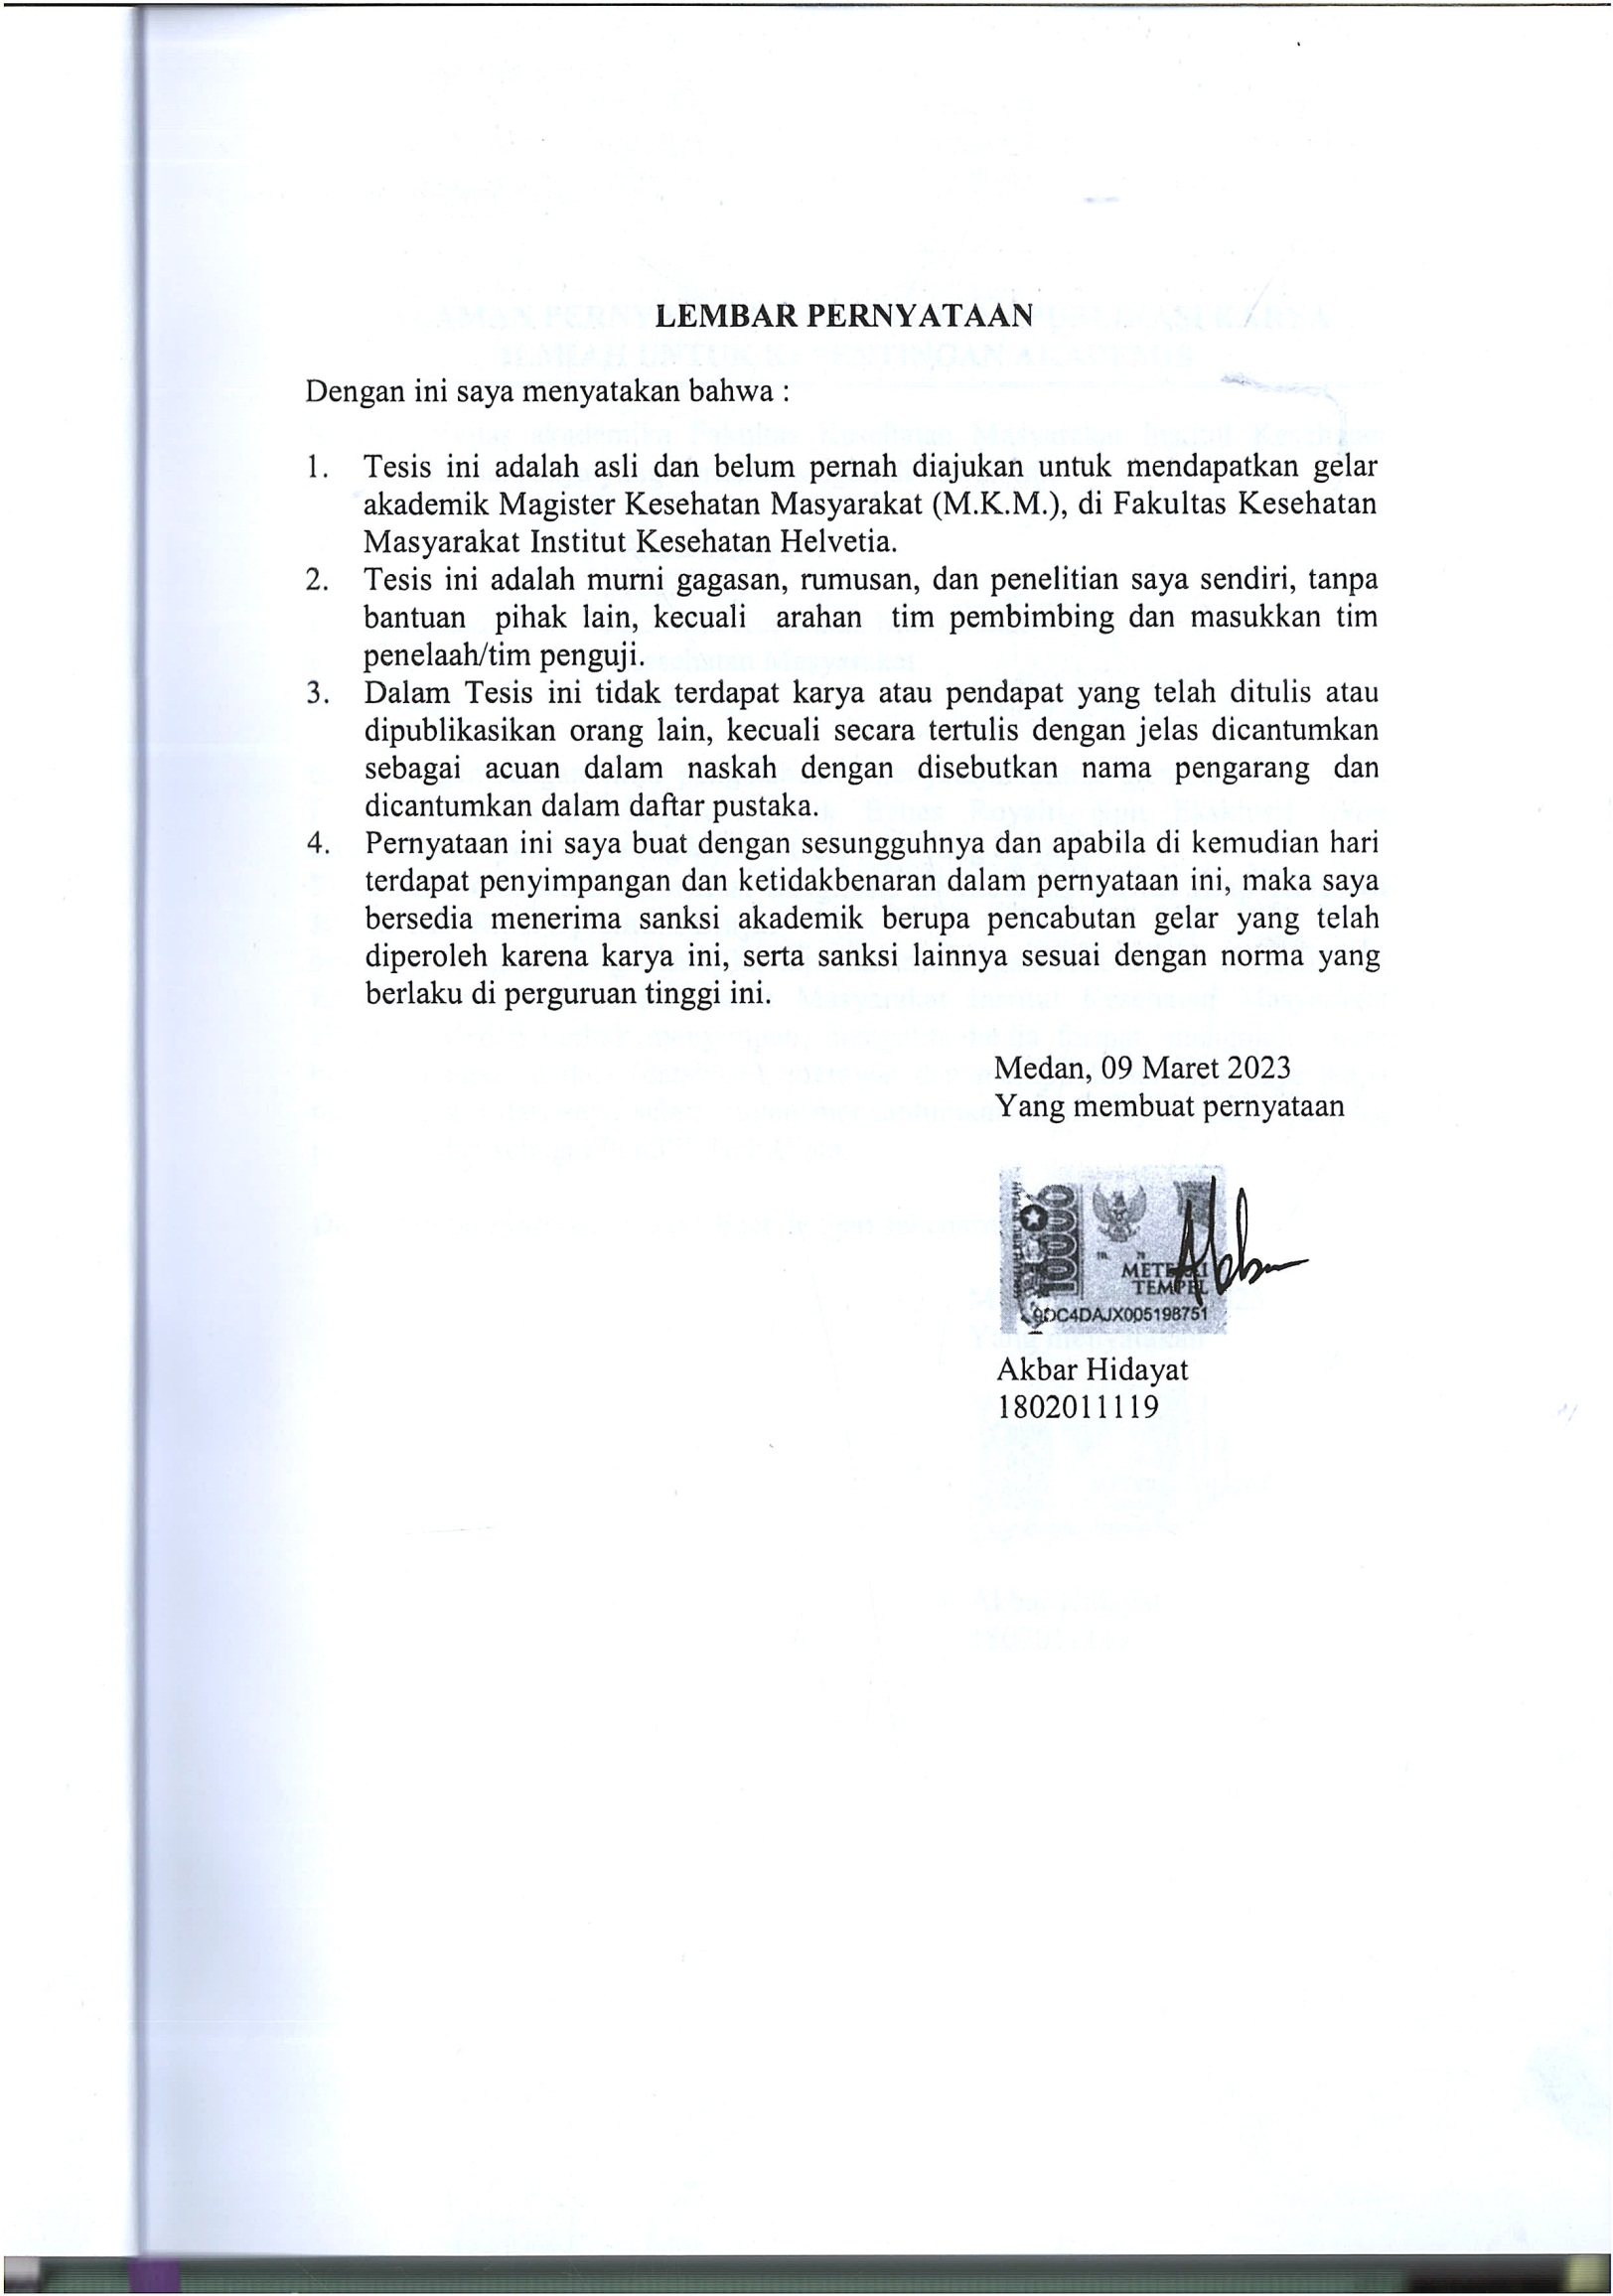 LEMBAR PERNYATAAN
Dengan ini saya menyatakan bahwa :
1. Tesis ini adalah asli dan belum pernah diajukan untuk mendapatkan gelar
akademik Magister Kesehatan Masyarakat (M.K.M.), di Fakultas Kesehatan
Masyarakat Institut Kesehatan Helvetia.
2. Tesis ini adalah murni gagasan, rumusan, dan penelitian saya sendiri, tanpa
bantuan pihak lain, kecuali arahan tim pembimbing dan masukkan tim
penelaah/tim penguji.
3. Dalam Tesis ini tidak terdapat karya atau pendapat yang telah ditulis atau
dipublikasikan orang lain, kecuali secara tertulis dengan jelas dicantumkan
sebagai acuan dalam naskah dengan disebutkan nama pengarang dan
dicantumkan dalam daftar pustaka.
4. Pernyataan ini saya buat dengan sesungguhnya dan apabila di kemudian hari
terdapat penyimpangan dan ketidakbenaran dalam pernyataan ini, maka saya
bersedia menerima sanksi akademik berupa pencabutan gelar yang telah
diperoleh karena karya ini, serta sanksi lainnya sesuai dengan norma yang
berlaku di perguruan tinggi ini.
Medan, 09 Maret 2023
Yang membuat pernyataan
10000
METERAI
TEMPEL
9DC4DAJX005198751
Akbar Hidayat
1802011119